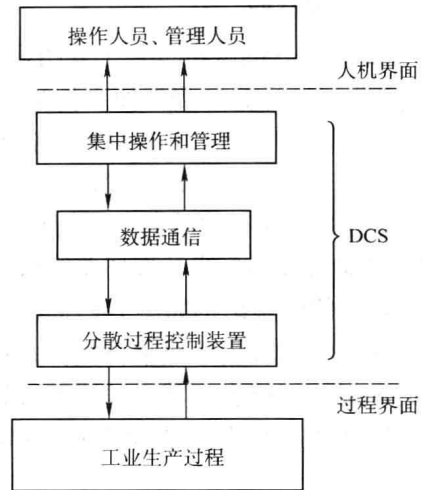 操作人员、管理人员
人机界面
集中操作和管理
数据通信
DCS
分散过程控制装置
过程界面
工业生产过程